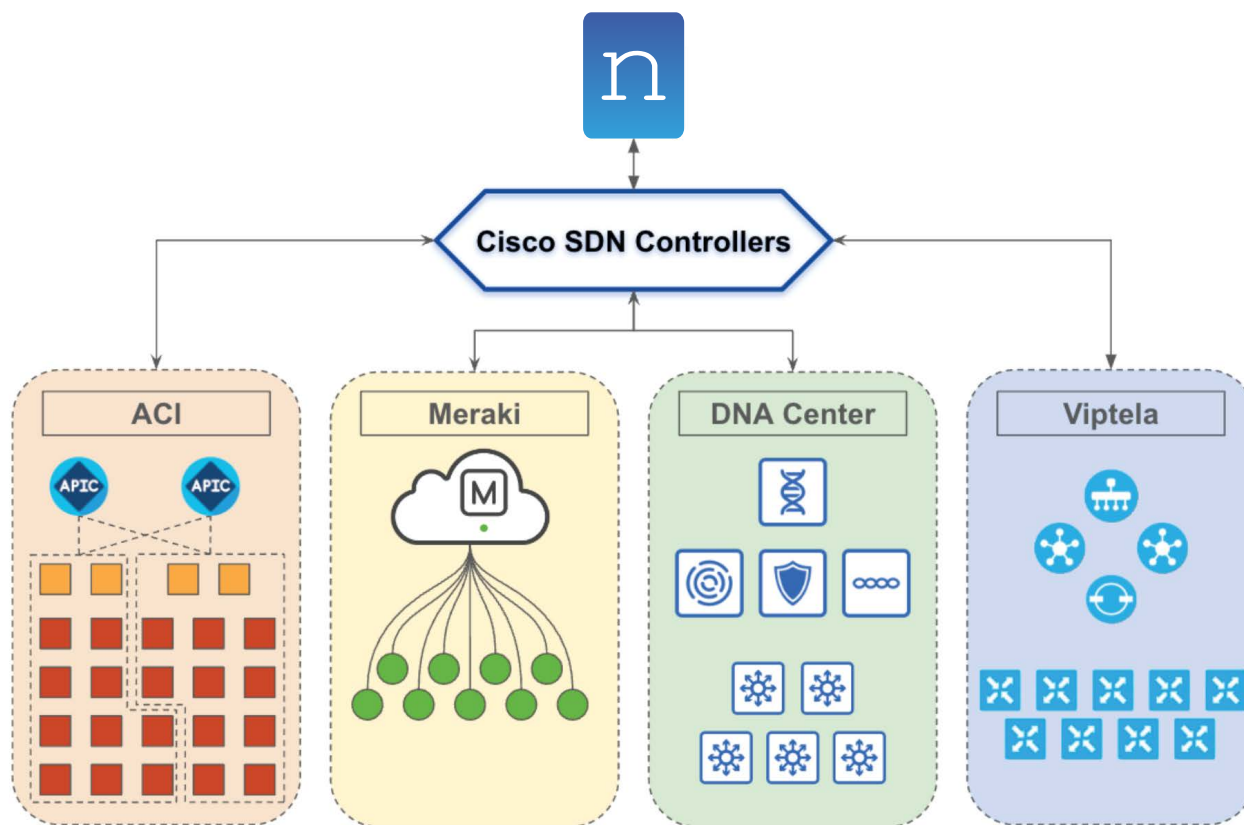 n
Cisco SDN Controllers
ACI
Meraki
DNA Center
Viptela
APIC
APIC
M